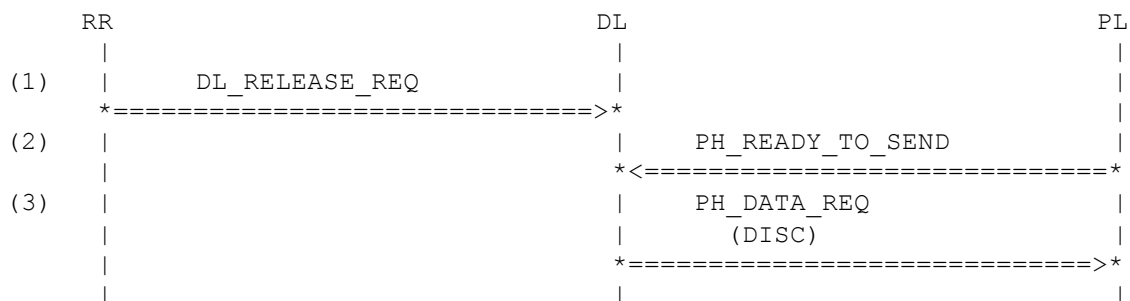 RR DL PL
(1) DL_RELEASE_REQ
(2) PH_READY_TO_SEND
(3) PH_DATA_REQ
(DISC)